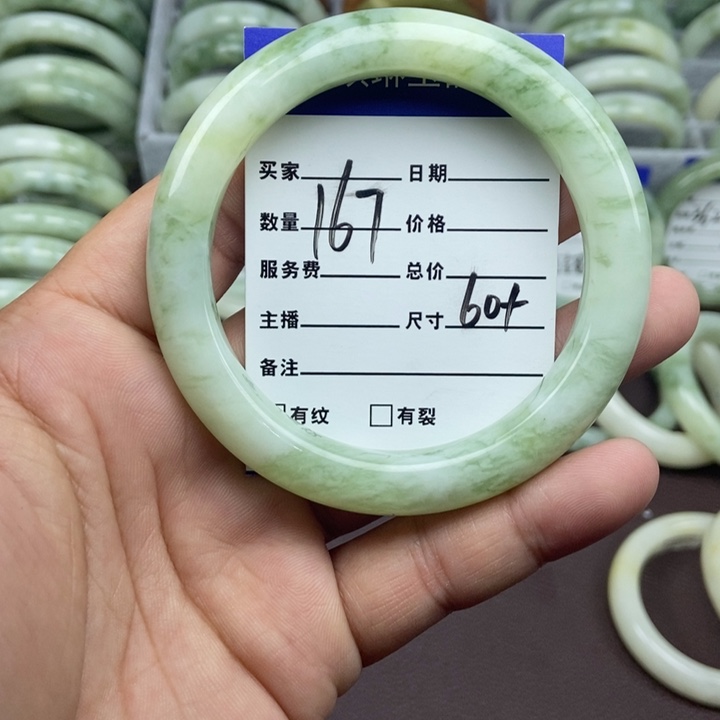 买家 日期
数量 167 价格
服务费 总价
主播 尺寸 60+
备注
□有纹 □有裂